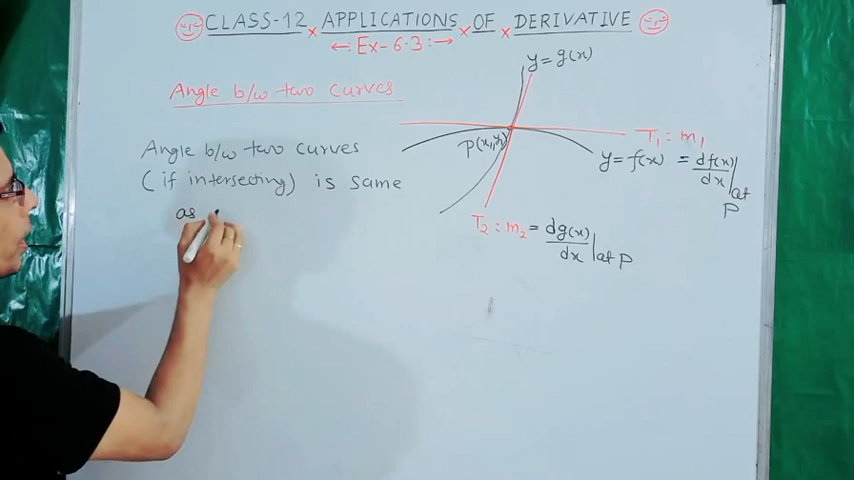 CLASS-12 x APPLICATIONS x OF x DERIVATIVE
←: Ex-6.3:→
Angle b/w two curves
Angle b/w two curves
(if intersecting) is same
as
y=g(x)
P(x₁,y₁)
T₁ : m₁
y=f(x) = df(x)/dx | at P
T₂ : m₂ = dg(x)/dx | at P